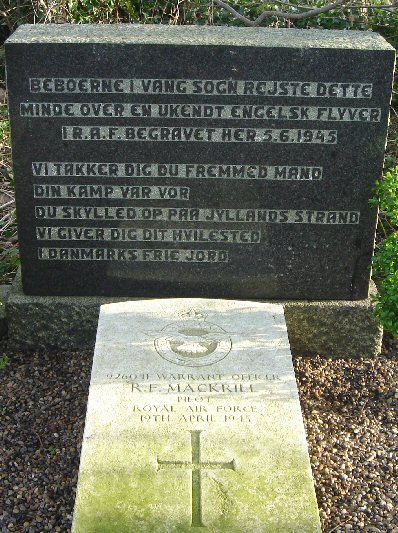 BEBOERNE I VANG SOGN REJSTE DETTE
MINDE OVER EN UKENDT ENGELSK FLYVER
I R.A.F. BEGRAVET HER 5.6.1945
VI TAKKER DIG DU FREMMED MAND
DIN KAMP VAR VOR
DU SKYLLED OP PAA JYLLANDS STRAND
VI GIVER DIG DIT HVILESTED
I DANMARKS FRIE JORD
WARRANT OFFICER
R. F. MACKRILL
PILOT
ROYAL AIR FORCE
19TH APRIL 1945